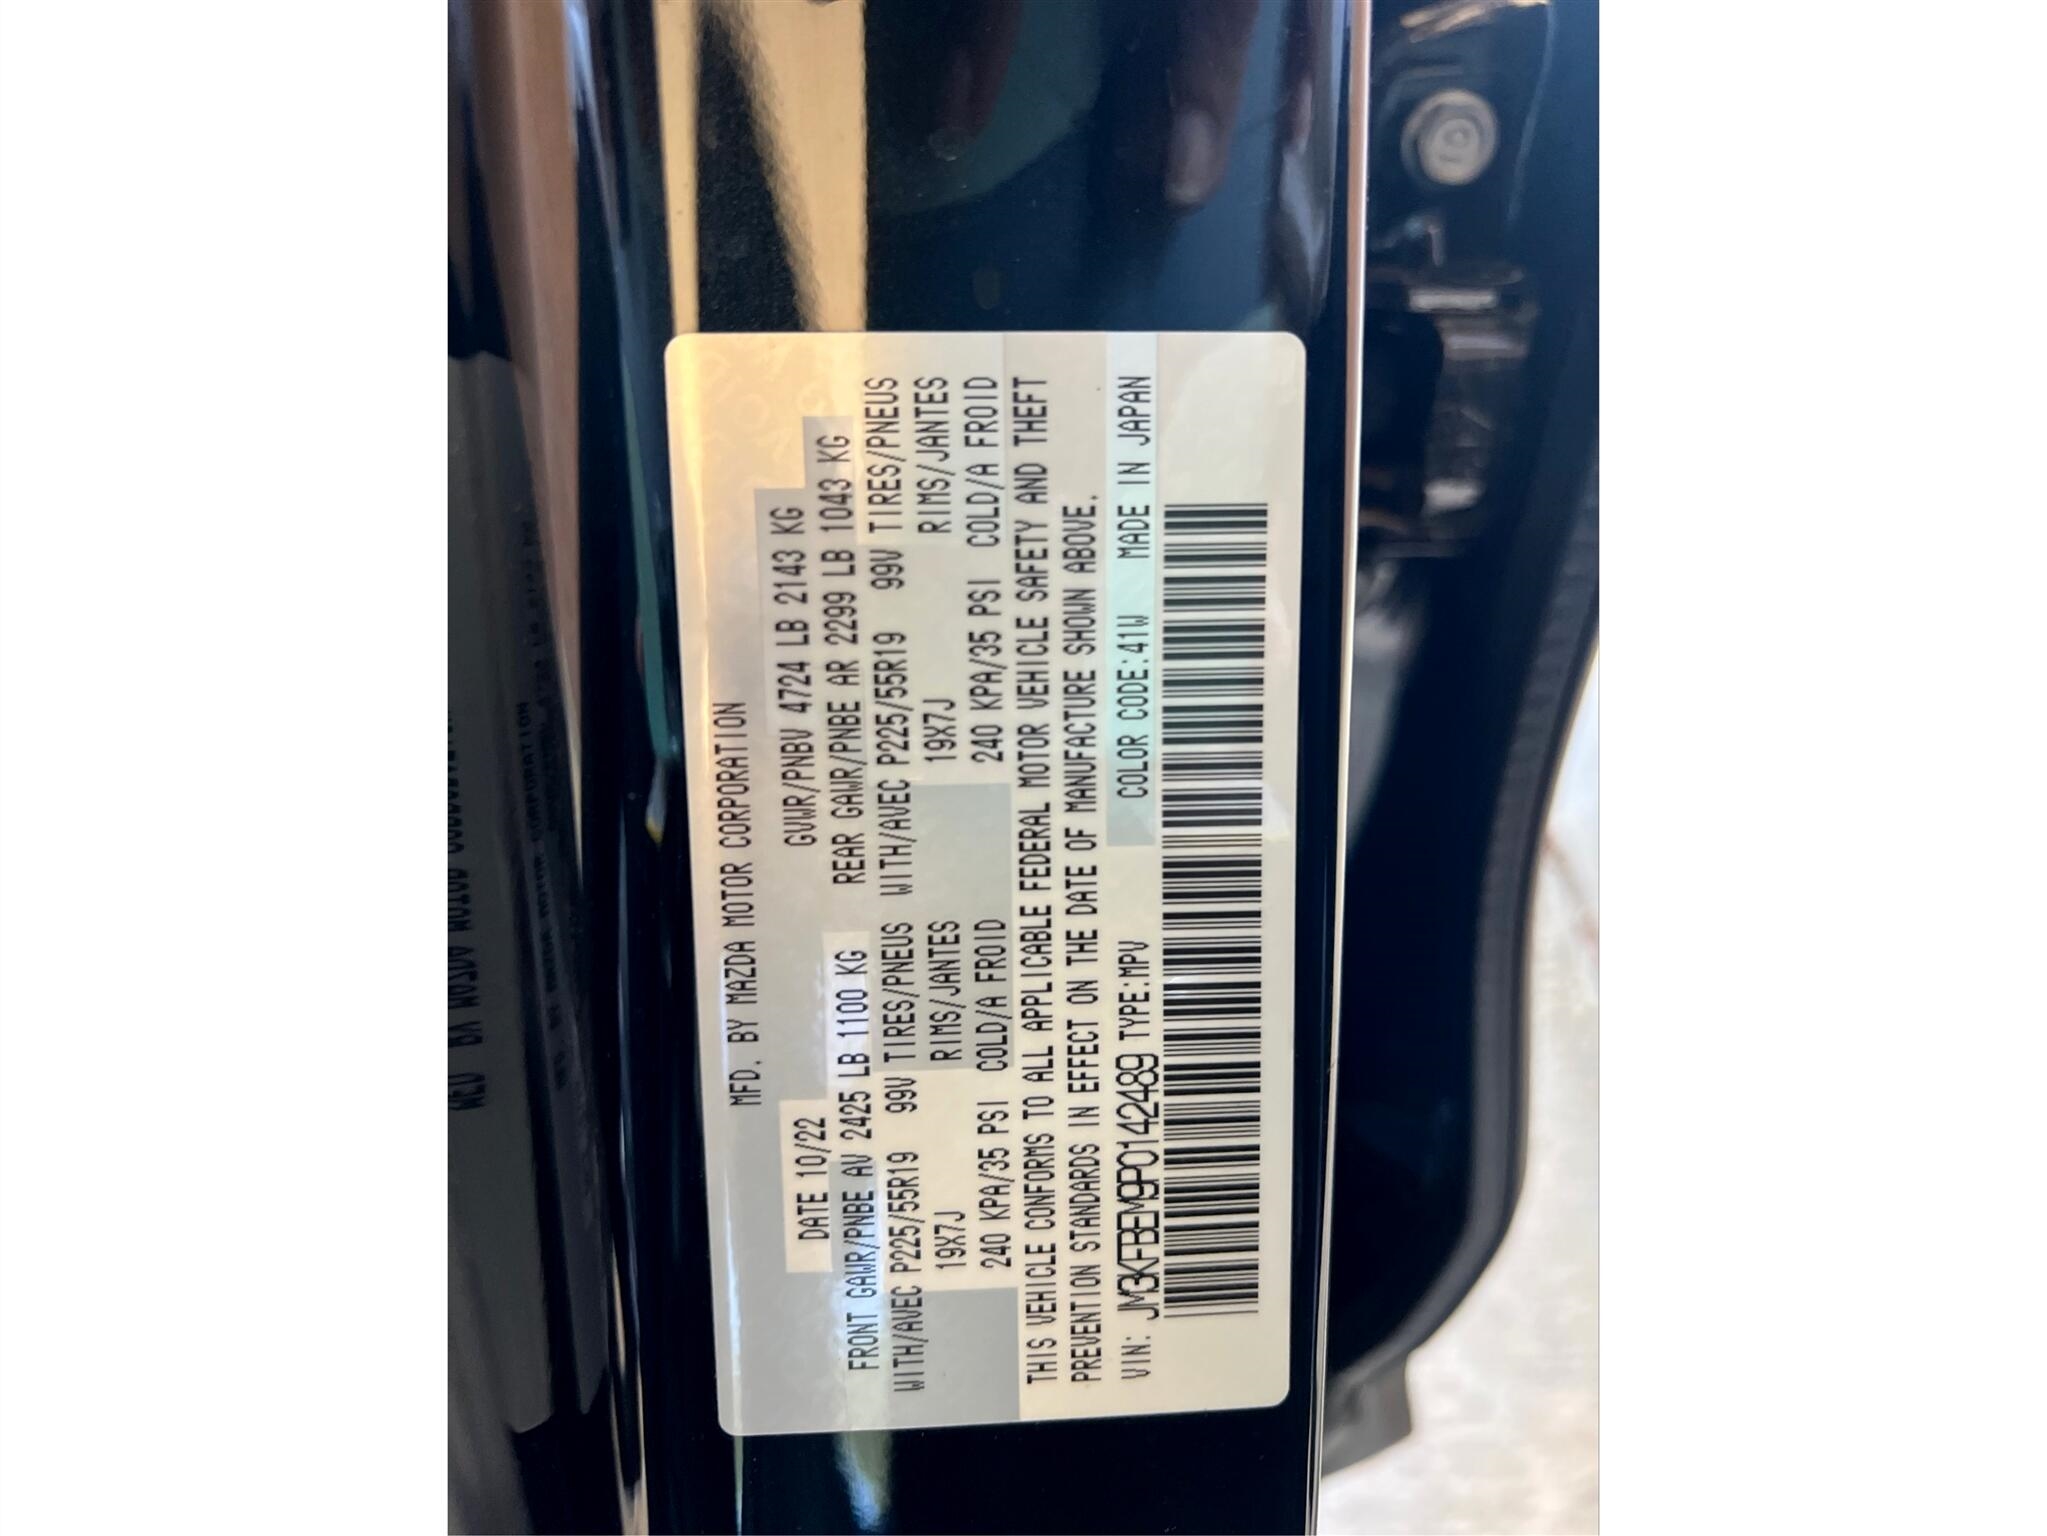 MFD. BY MAZDA MOTOR CORPORATION
DATE 10/22 GVWR/PNBV 4724 LB 2143 KG
FRONT GAWR/PNBE AV 2425 LB 1100 KG REAR GAWR/PNBE AR 2299 LB 1043 KG
WITH/AVEC P225/55R19 99V TIRES/PNEUS WITH/AVEC P225/55R19 99V TIRES/PNEUS
19X7J RIMS/JANTES 19X7J RIMS/JANTES
240 KPA/35 PSI COLD/A FROID 240 KPA/35 PSI COLD/A FROID
THIS VEHICLE CONFORMS TO ALL APPLICABLE FEDERAL MOTOR VEHICLE SAFETY AND THEFT
PREVENTION STANDARDS IN EFFECT ON THE DATE OF MANUFACTURE SHOWN ABOVE.
VIN: JM3KFBEM9P0142489 TYPE:MPV COLOR CODE:41W MADE IN JAPAN